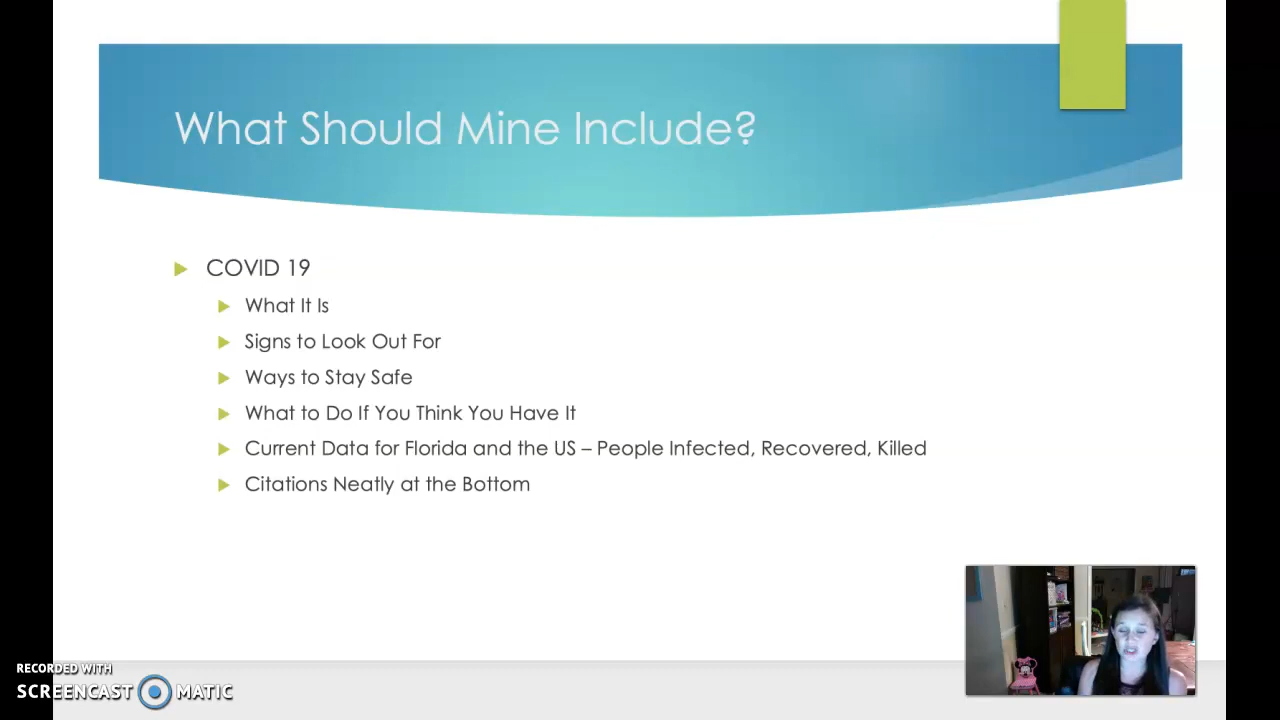 What Should Mine Include?
COVID 19
What It Is
Signs to Look Out For
Ways to Stay Safe
What to Do If You Think You Have It
Current Data for Florida and the US – People Infected, Recovered, Killed
Citations Neatly at the Bottom
RECORDED WITH
SCREENCAST MATIC